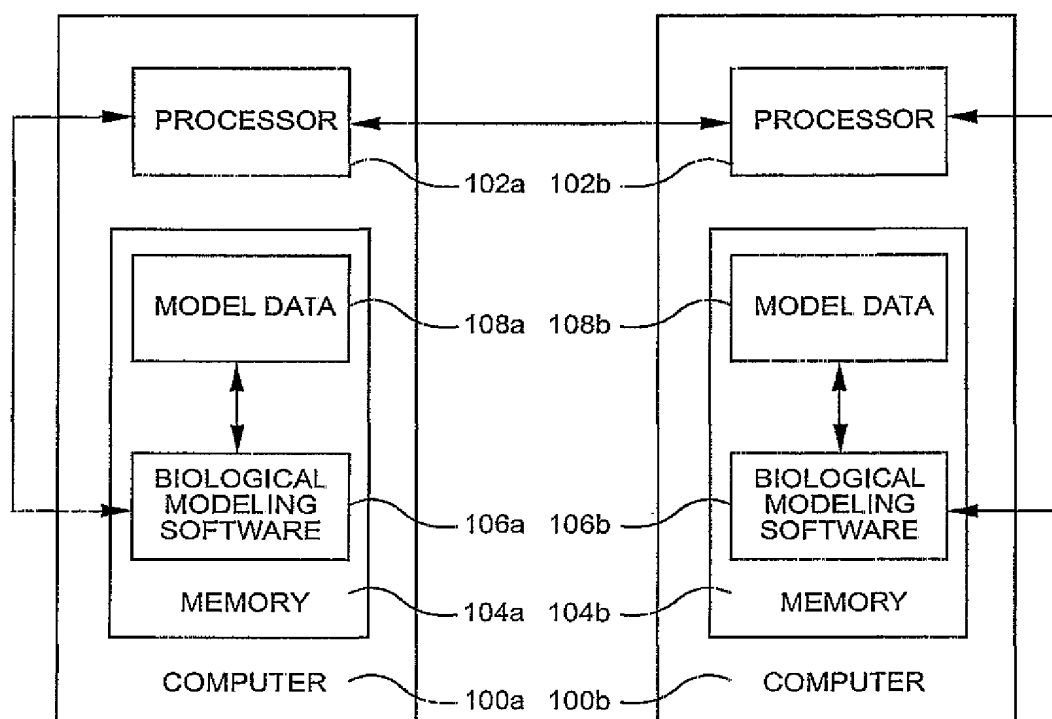 PROCESSOR
PROCESSOR
102a 102b
MODEL DATA
MODEL DATA
108a 108b
BIOLOGICAL
MODELING
SOFTWARE
BIOLOGICAL
MODELING
SOFTWARE
106a 106b
MEMORY
MEMORY
104a 104b
COMPUTER
COMPUTER
100a 100b